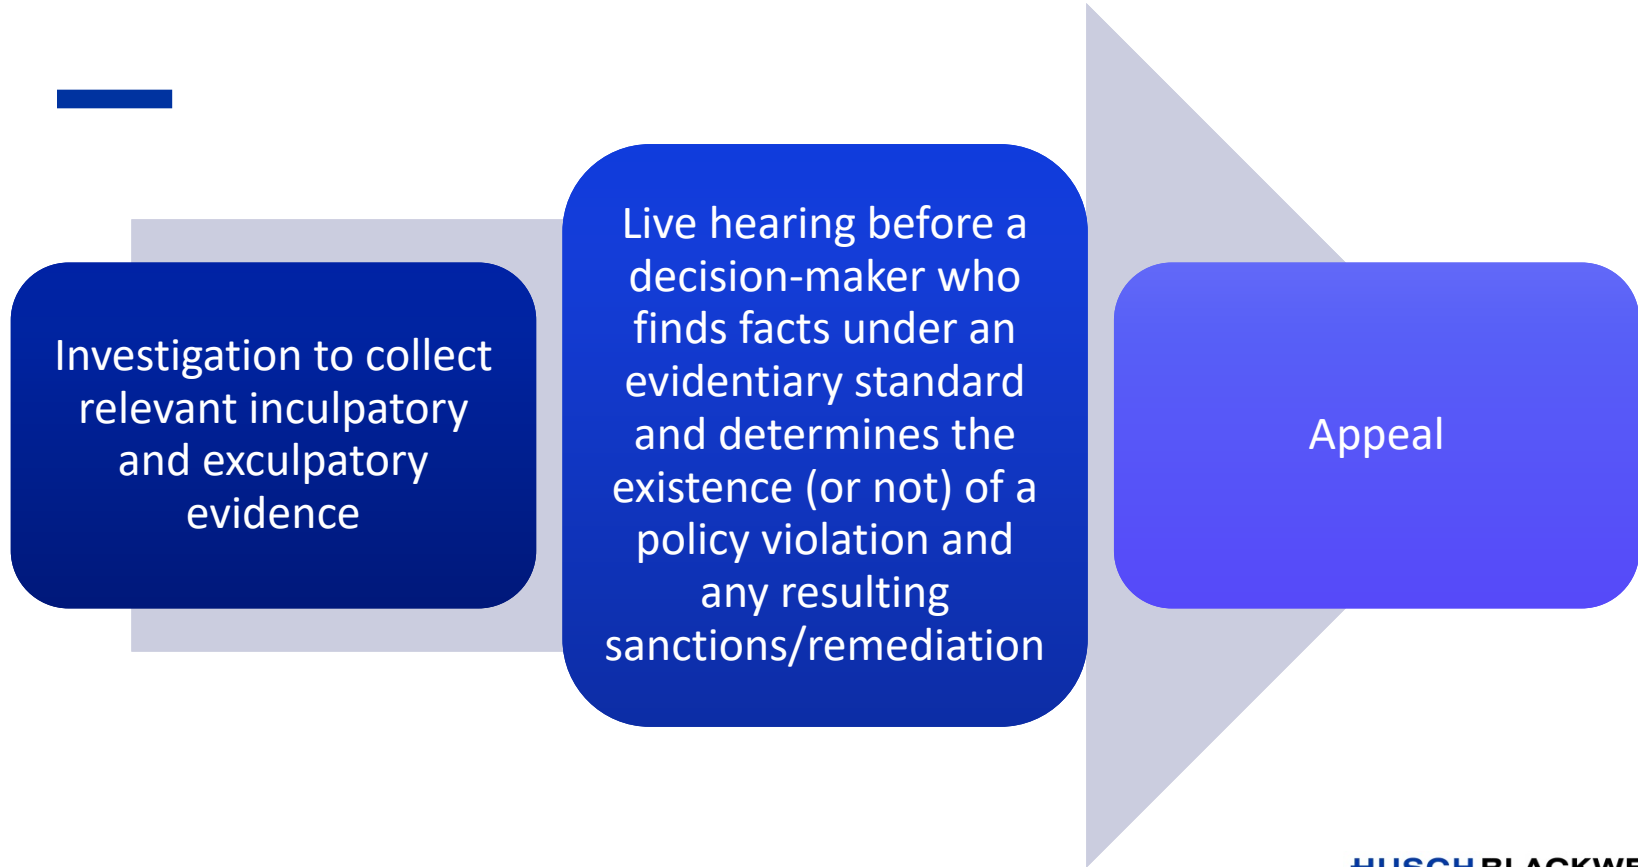 Investigation to collect
relevant inculpatory
and exculpatory
evidence
Live hearing before a
decision-maker who
finds facts under an
evidentiary standard
and determines the
existence (or not) of a
policy violation and
any resulting
sanctions/remediation
Appeal
HUSCH